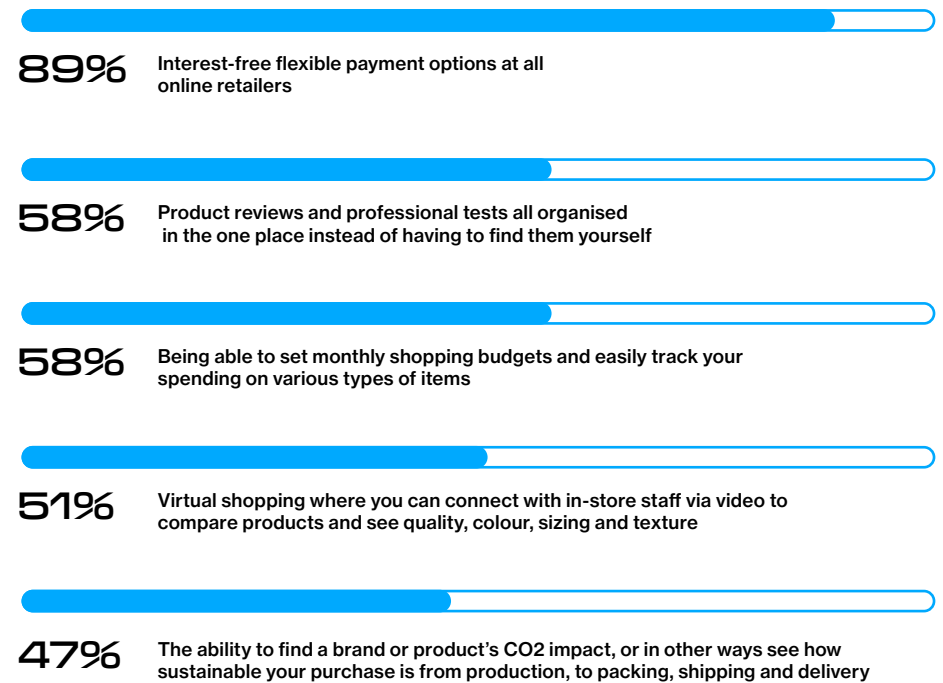 89%
Interest-free flexible payment options at all
online retailers
58%
Product reviews and professional tests all organised
in the one place instead of having to find them yourself
58%
Being able to set monthly shopping budgets and easily track your
spending on various types of items
51%
Virtual shopping where you can connect with in-store staff via video to
compare products and see quality, colour, sizing and texture
47%
The ability to find a brand or product's CO2 impact, or in other ways see how
sustainable your purchase is from production, to packing, shipping and delivery